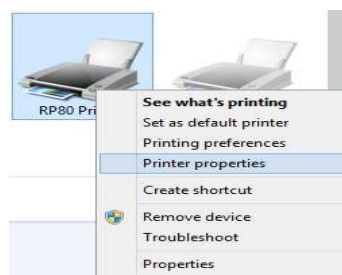 RP80 Pri
See what's printing
Set as default printer
Printing preferences
Printer properties
Create shortcut
Remove device
Troubleshoot
Properties